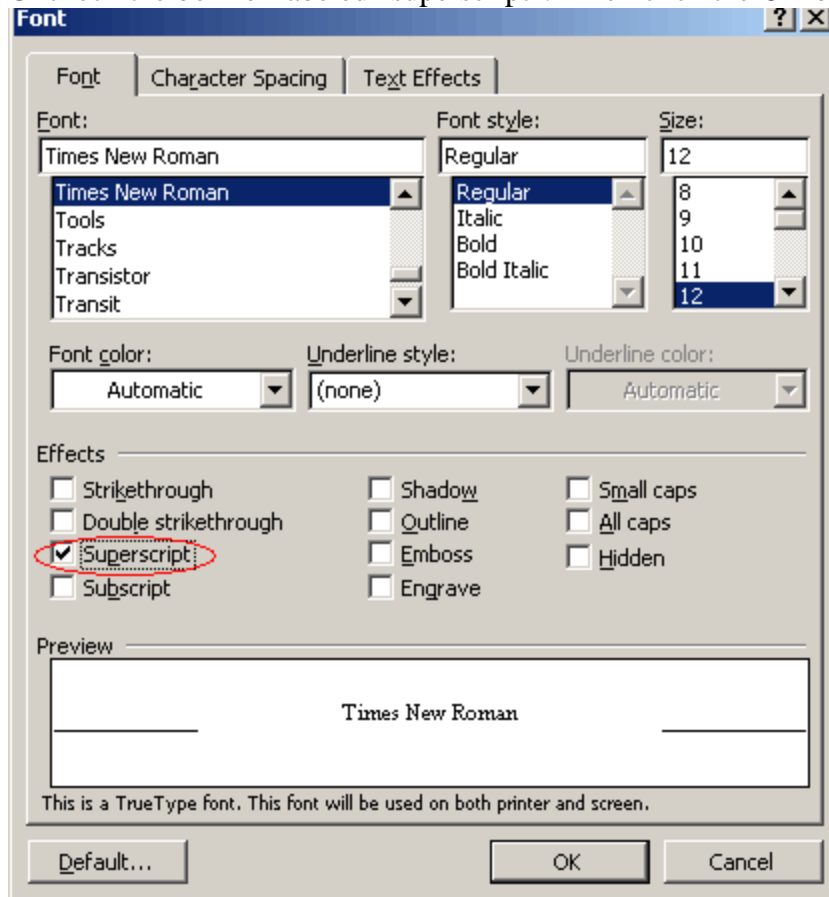 Font
? X
Font Character Spacing Text Effects
Font: Font style: Size:
Times New Roman Regular 12
Times New Roman Regular 8
Tools Italic 9
Tracks Bold 10
Transistor Bold Italic 11
Transit 12
Font color: Underline style: Underline color:
Automatic (none) Automatic
Effects
Strikethrough Shadow Small caps
Double strikethrough Outline All caps
Superscript Emboss Hidden
Subscript Engrave
Preview
Times New Roman
This is a TrueType font. This font will be used on both printer and screen.
Default... OK Cancel